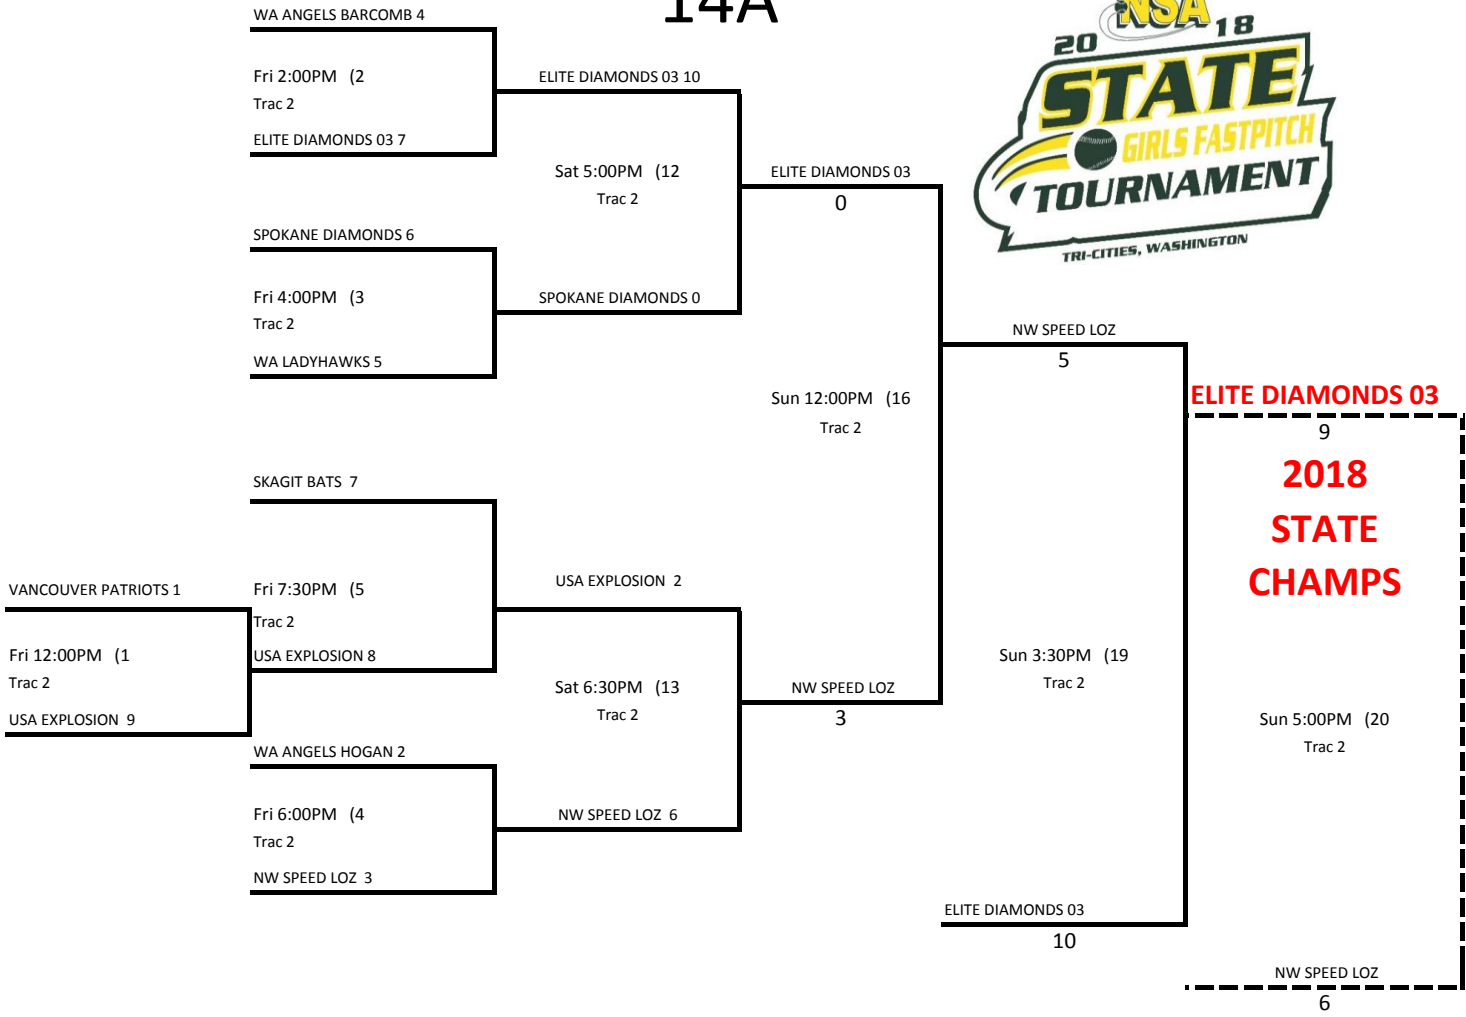 14A
WA ANGELS BARCOMB 4
Fri 2:00PM (2
Trac 2
ELITE DIAMONDS 03 7
ELITE DIAMONDS 03 10
Sat 5:00PM (12
Trac 2
SPOKANE DIAMONDS 6
Fri 4:00PM (3
Trac 2
WA LADYHAWKS 5
SPOKANE DIAMONDS 0
ELITE DIAMONDS 03
0
NSA
20 18
STATE
GIRLS FASTPITCH
TOURNAMENT
TRI-CITIES, WASHINGTON
NW SPEED LOZ
5
Sun 12:00PM (16
Trac 2
ELITE DIAMONDS 03
9
2018
STATE
CHAMPS
SKAGIT BATS 7
Fri 7:30PM (5
Trac 2
USA EXPLOSION 8
VANCOUVER PATRIOTS 1
Fri 12:00PM (1
Trac 2
USA EXPLOSION 9
USA EXPLOSION 2
Sat 6:30PM (13
Trac 2
NW SPEED LOZ
3
Sun 3:30PM (19
Trac 2
Sun 5:00PM (20
Trac 2
WA ANGELS HOGAN 2
Fri 6:00PM (4
Trac 2
NW SPEED LOZ 3
NW SPEED LOZ 6
ELITE DIAMONDS 03
10
NW SPEED LOZ
6